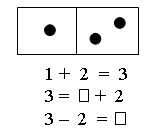 1 + 2 = 3
3 = □ + 2
3 – 2 = □